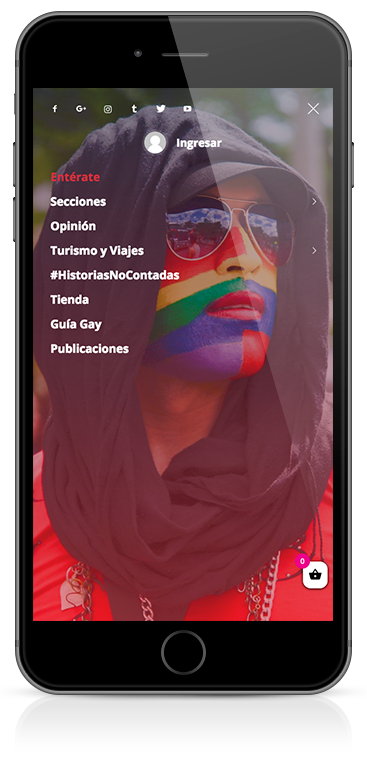 Ingresar
Entérate
Secciones
Opinión
Turismo y Viajes
#HistoriasNoContadas
Tienda
Guía Gay
Publicaciones
0